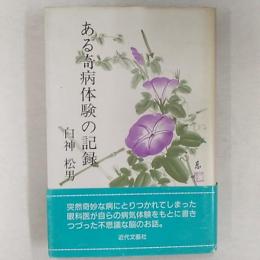 ある奇病体験の記録
白神 松男
突然奇妙な病にとりつかれてしまった
眼科医が自らの病気体験をもとに書き
つづった不思議な脳のお話。
近代文藝社